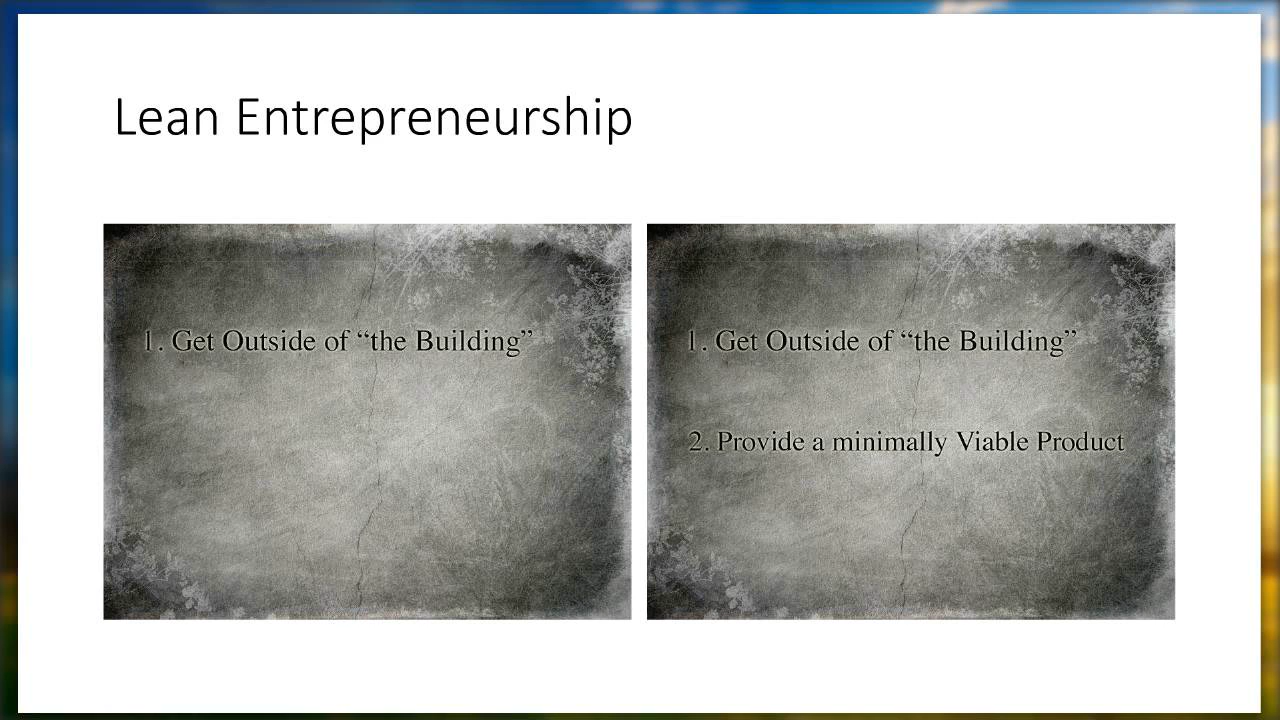 Lean Entrepreneurship
1. Get Outside of “the Building”
1. Get Outside of “the Building”
2. Provide a minimally Viable Product